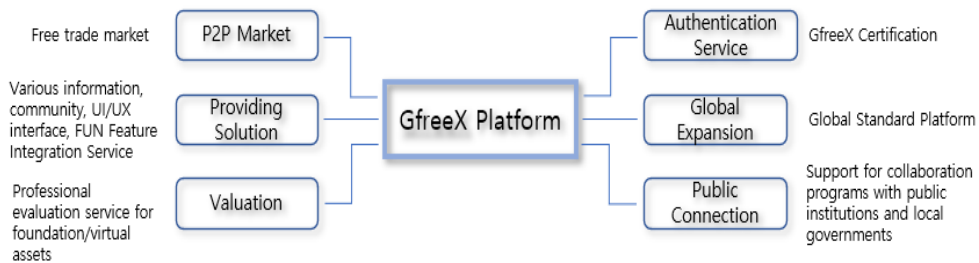 Free trade market
P2P Market
Various information,
community, UI/UX
interface, FUN Feature
Integration Service
Providing
Solution
Professional
evaluation service for
foundation/virtual
assets
Valuation
GfreeX Platform
Authentication
Service
GfreeX Certification
Global
Expansion
Global Standard Platform
Public
Connection
Support for collaboration
programs with public
institutions and local
governments